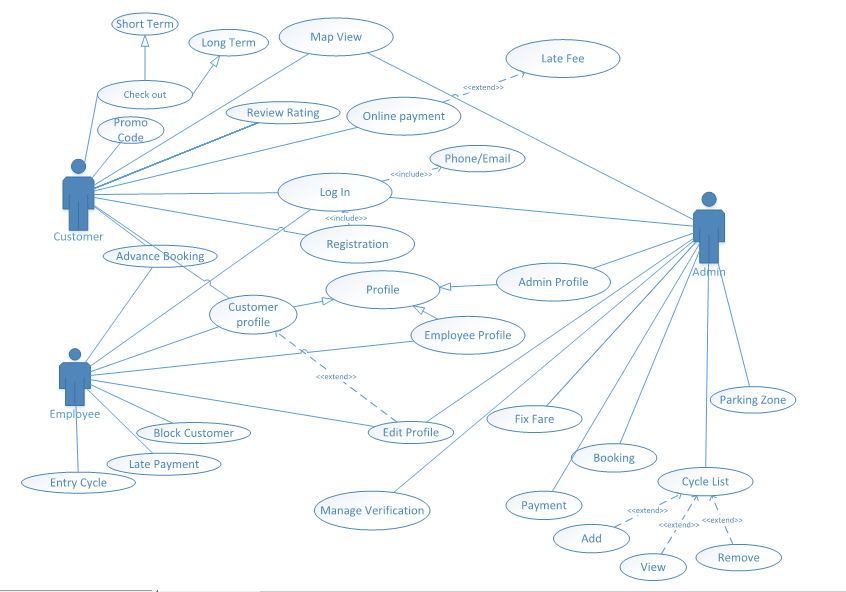 Short Term
Long Term
Map View
Late Fee
<<extend>>
Check out
Review Rating
Online payment
Promo
Code
Phone/Email
<<include>>
Log In
<<include>>
Customer
Registration
Advance Booking
Admin
Profile
Admin Profile
Customer
profile
Employee Profile
<<extend>>
Parking Zone
Employee
Fix Fare
Block Customer
Edit Profile
Late Payment
Booking
Entry Cycle
Cycle List
Payment
Manage Verification
<<extend>>
<<extend>>
<<extend>>
Add
Remove
View